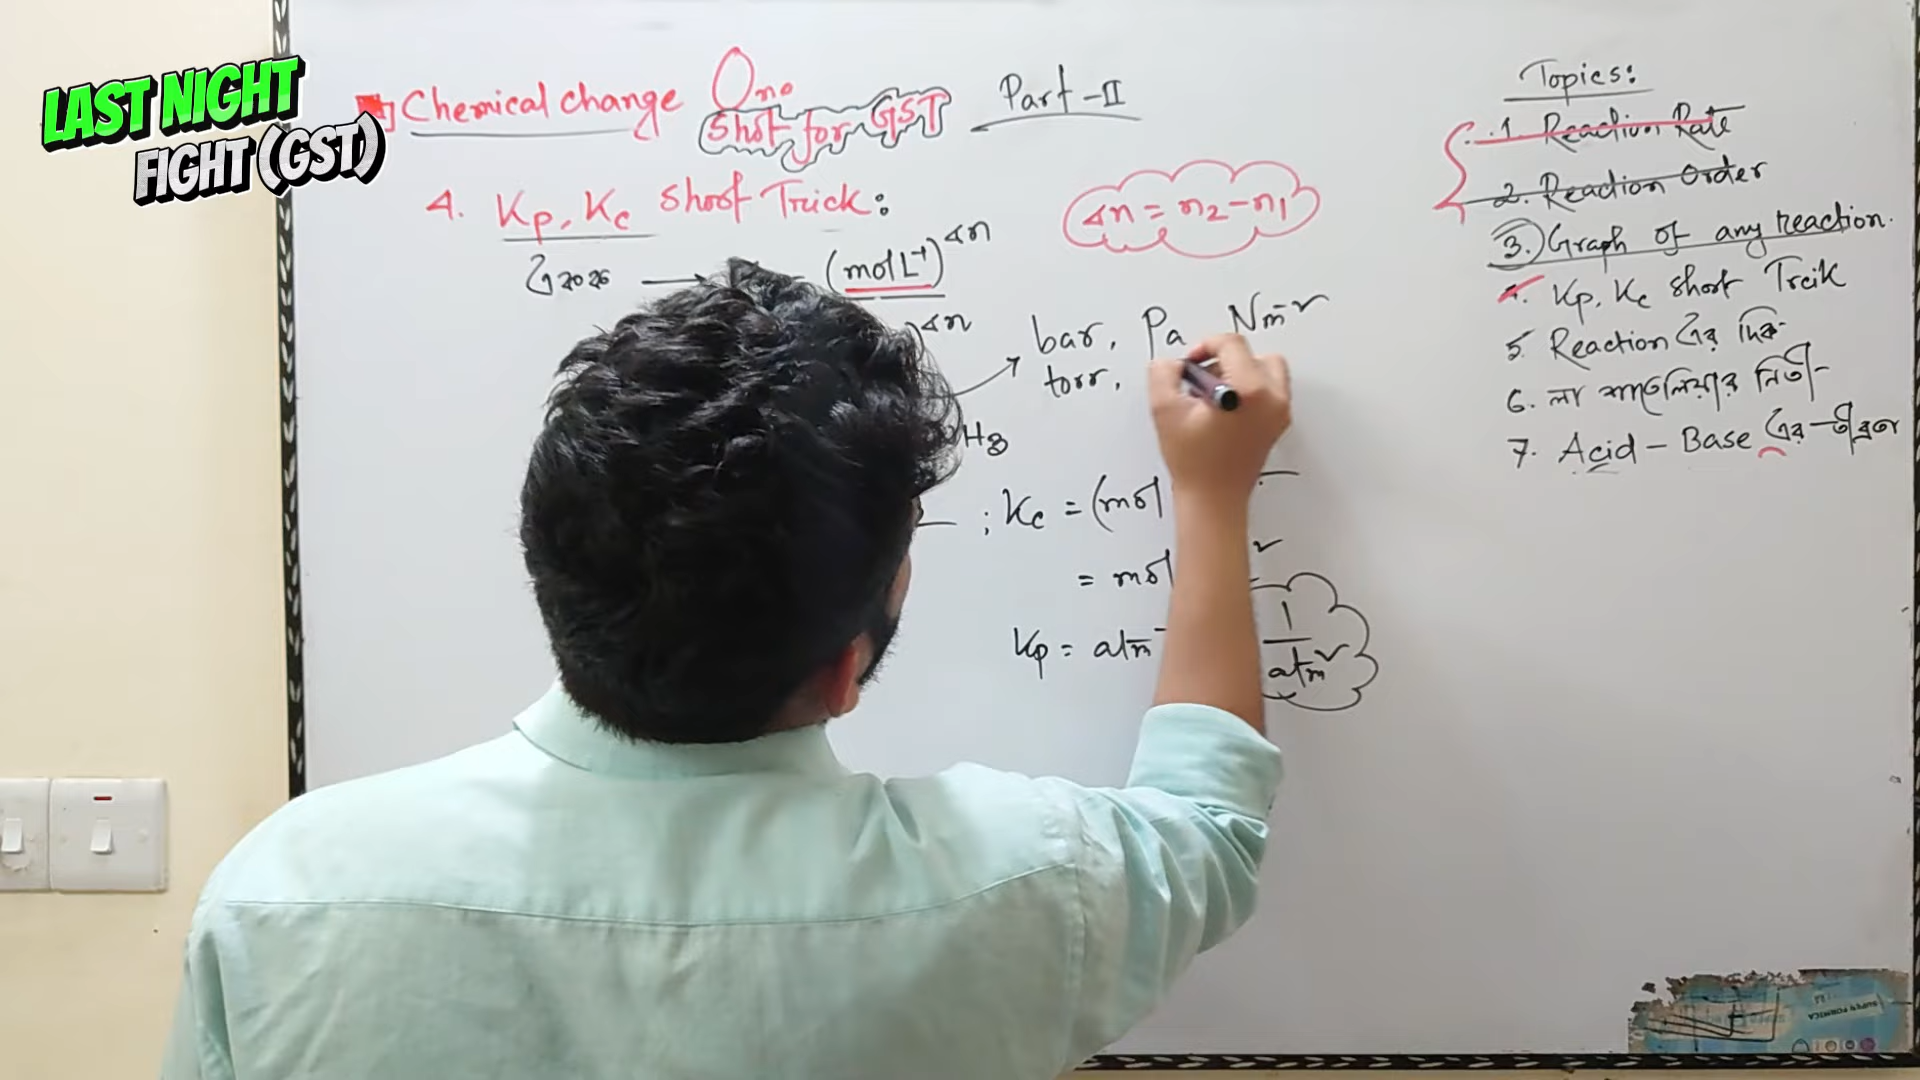 LAST NIGHT
FIGHT (GST)
Chemical change One
Shot for GST
Part-II
4. Kp, Kc Short Trick:
Δn = n₂-n₁
একক → (mol L⁻¹)^Δn
)^Δn
bar, Pa Nm⁻²
torr,
Hg
; Kc = (mol
= mol
Kp = atm⁻
1
atm²
Topics:
1. Reaction Rate
2. Reaction Order
3. Graph of any reaction.
4. Kp, Kc Short Trcik
5. Reaction এর দিক-
6. লা শাতেলিয়ার নীতি-
7. Acid - Base এর তীব্রতা